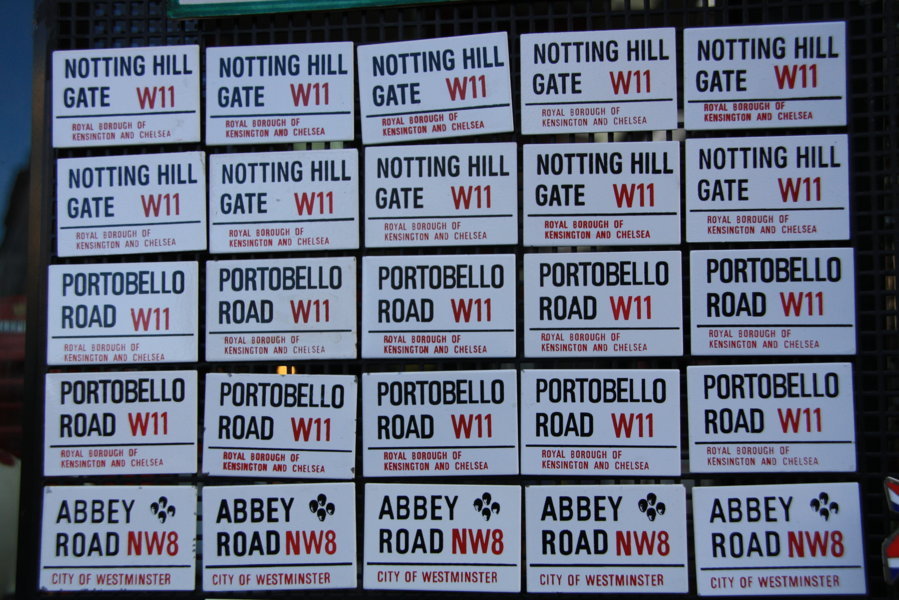 NOTTING HILL
GATE W11
ROYAL BOROUGH OF
KENSINGTON AND CHELSEA
NOTTING HILL
GATE W11
ROYAL BOROUGH OF
KENSINGTON AND CHELSEA
NOTTING HILL
GATE W11
ROYAL BOROUGH OF
KENSINGTON AND CHELSEA
NOTTING HILL
GATE W11
ROYAL BOROUGH OF
KENSINGTON AND CHELSEA
NOTTING HILL
GATE W11
ROYAL BOROUGH OF
KENSINGTON AND CHELSEA
NOTTING HILL
GATE W11
ROYAL BOROUGH OF
KENSINGTON AND CHELSEA
NOTTING HILL
GATE W11
ROYAL BOROUGH OF
KENSINGTON AND CHELSEA
NOTTING HILL
GATE W11
ROYAL BOROUGH OF
KENSINGTON AND CHELSEA
NOTTING HILL
GATE W11
ROYAL BOROUGH OF
KENSINGTON AND CHELSEA
NOTTING HILL
GATE W11
ROYAL BOROUGH OF
KENSINGTON AND CHELSEA
PORTOBELLO
ROAD W11
ROYAL BOROUGH OF
KENSINGTON AND CHELSEA
PORTOBELLO
ROAD W11
ROYAL BOROUGH OF
KENSINGTON AND CHELSEA
PORTOBELLO
ROAD W11
ROYAL BOROUGH OF
KENSINGTON AND CHELSEA
PORTOBELLO
ROAD W11
ROYAL BOROUGH OF
KENSINGTON AND CHELSEA
PORTOBELLO
ROAD W11
ROYAL BOROUGH OF
KENSINGTON AND CHELSEA
PORTOBELLO
ROAD W11
ROYAL BOROUGH OF
KENSINGTON AND CHELSEA
PORTOBELLO
ROAD W11
ROYAL BOROUGH OF
KENSINGTON AND CHELSEA
PORTOBELLO
ROAD W11
ROYAL BOROUGH OF
KENSINGTON AND CHELSEA
PORTOBELLO
ROAD W11
ROYAL BOROUGH OF
KENSINGTON AND CHELSEA
PORTOBELLO
ROAD W11
ROYAL BOROUGH OF
KENSINGTON AND CHELSEA
ABBEY
ROAD NW8
CITY OF WESTMINSTER
ABBEY
ROAD NW8
CITY OF WESTMINSTER
ABBEY
ROAD NW8
CITY OF WESTMINSTER
ABBEY
ROAD NW8
CITY OF WESTMINSTER
ABBEY
ROAD NW8
CITY OF WESTMINSTER